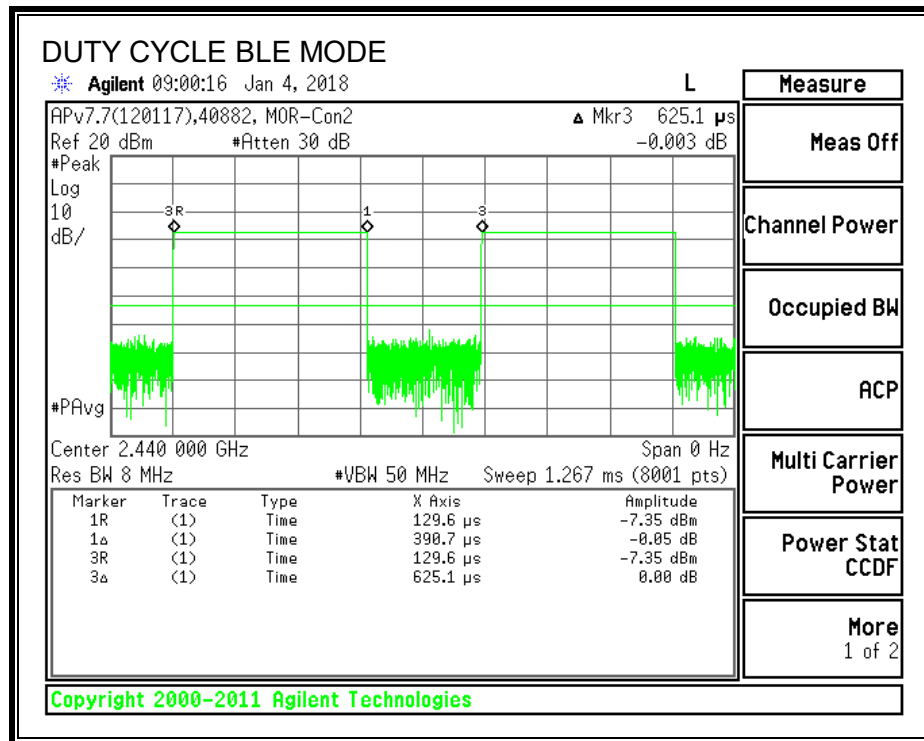 DUTY CYCLE BLE MODE
Agilent 09:00:16 Jan 4, 2018 L
Measure
APv7.7(120117),40882, MOR-Con2 Δ Mkr3 625.1 µs
Ref 20 dBm #Atten 30 dB -0.003 dB
Meas Off
#Peak
Log
10
dB/
3R 1 3
Channel Power
Occupied BW
ACP
#PAvg
Center 2.440 000 GHz Span 0 Hz
Res BW 8 MHz #VBW 50 MHz Sweep 1.267 ms (8001 pts)
Multi Carrier
Power
Marker Trace Type X Axis Amplitude
1R (1) Time 129.6 µs -7.35 dBm
1Δ (1) Time 390.7 µs -0.05 dB
3R (1) Time 129.6 µs -7.35 dBm
3Δ (1) Time 625.1 µs 0.00 dB
Power Stat
CCDF
More
1 of 2
Copyright 2000-2011 Agilent Technologies